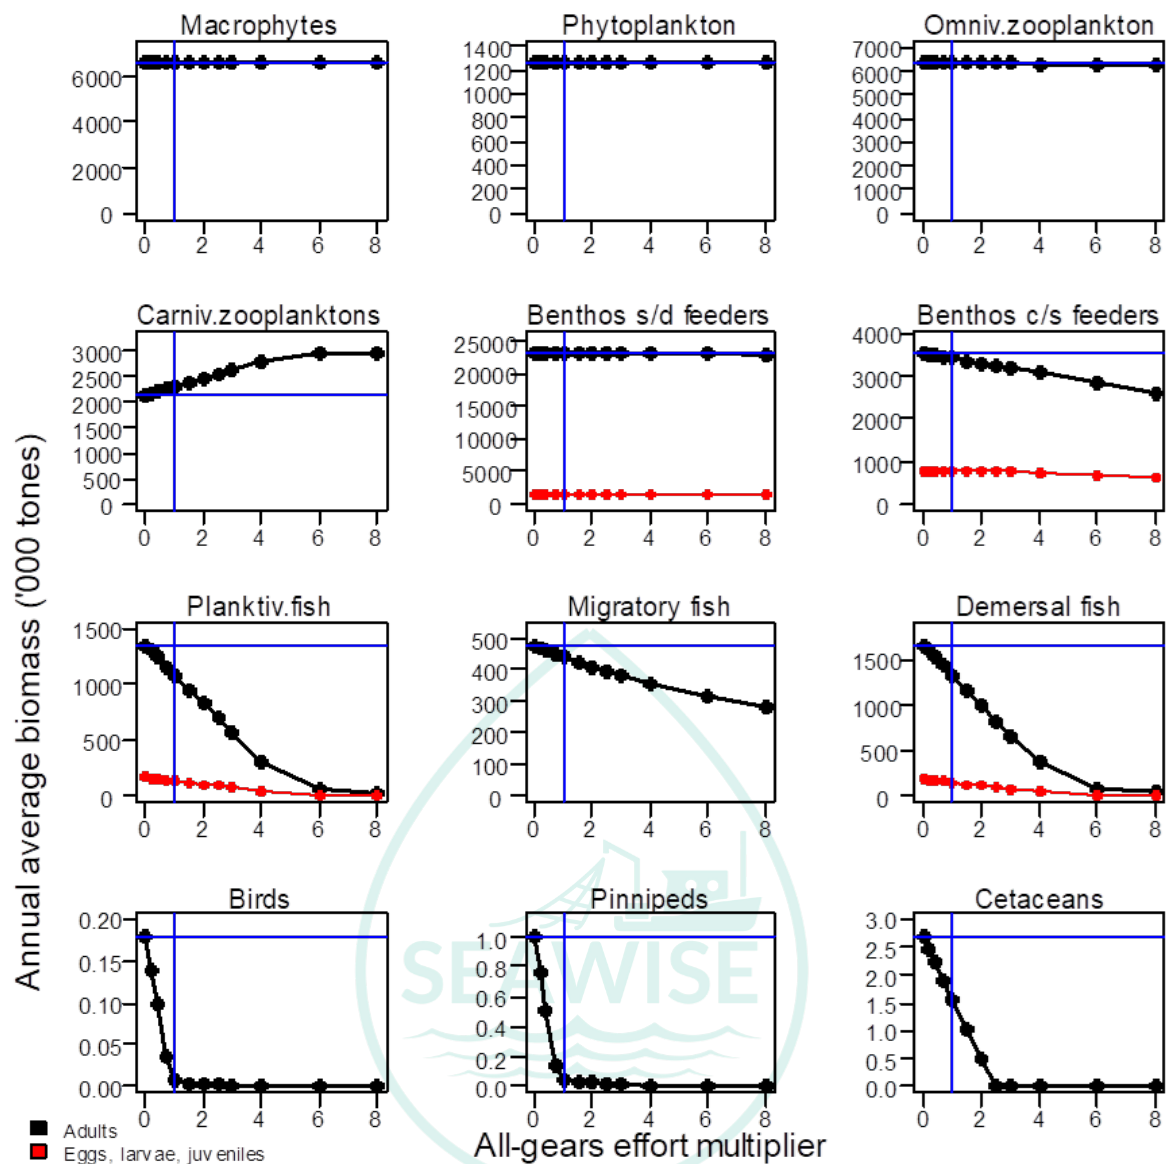 Macrophytes Phytoplankton Omniv.zooplankton
6000 4000 2000 0
0 2 4 6 8
1400 1200 1000 800 600 400 200 0
0 2 4 6 8
7000 6000 5000 4000 3000 2000 1000 0
0 2 4 6 8
Carniv.zooplanktons Benthos s/d feeders Benthos c/s feeders
3000 2500 2000 1500 1000 500 0
0 2 4 6 8
25000 20000 15000 10000 5000 0
0 2 4 6 8
4000 3000 2000 1000 0
0 2 4 6 8
Annual average biomass ('000 tones)
Planktiv.fish Migratory fish Demersal fish
1500 1000 500 0
0 2 4 6 8
500 400 300 200 100 0
0 2 4 6 8
1500 1000 500 0
0 2 4 6 8
Birds Pinnipeds Cetaceans
0.20 0.15 0.10 0.05 0.00
0 2 4 6 8
1.0 0.8 0.6 0.4 0.2 0.0
0 2 4 6 8
3.0 2.5 2.0 1.5 1.0 0.5 0.0
0 2 4 6 8
SEAWISE
Adults
Eggs, larvae, juveniles
All-gears effort multiplier